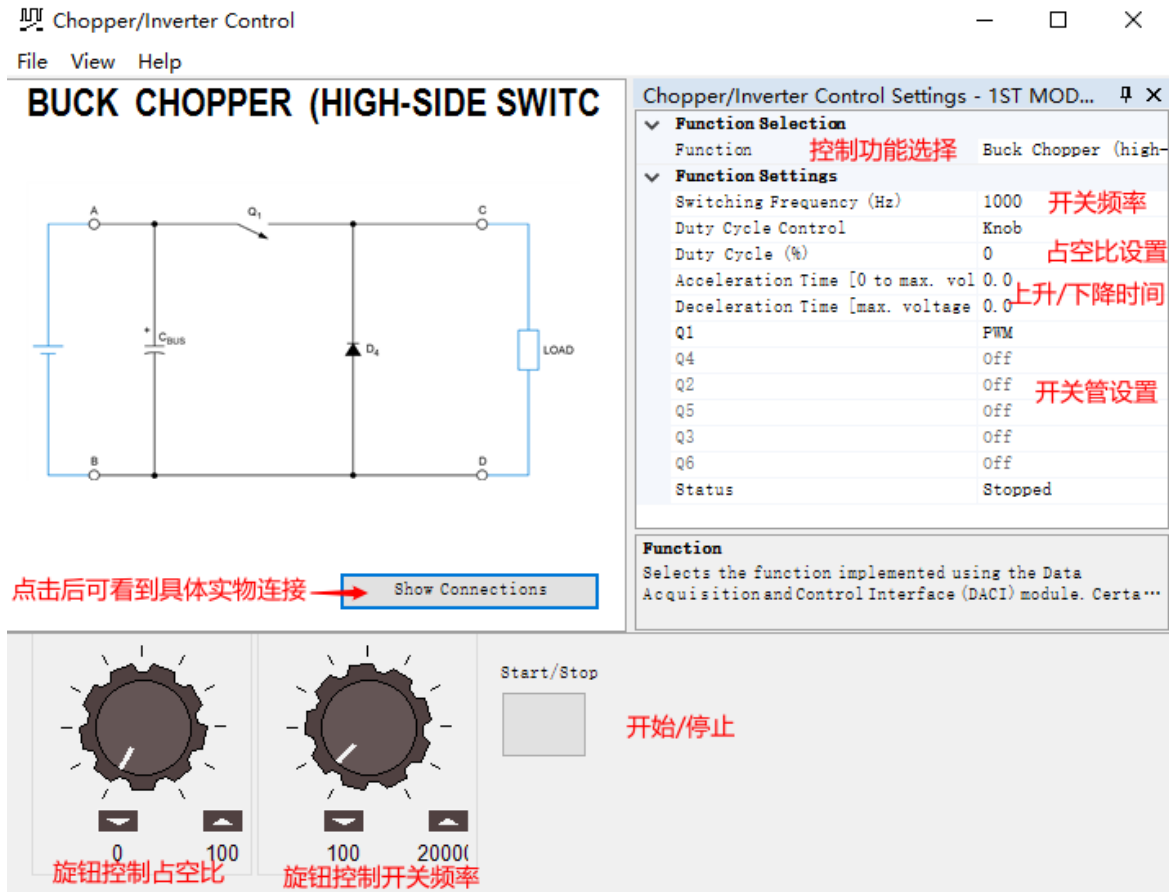 Chopper/Inverter Control
File View Help
BUCK CHOPPER (HIGH-SIDE SWITC
A
Q1
C
+
CBUS
D4
LOAD
B
D
点击后可看到具体实物连接
Show Connections
Chopper/Inverter Control Settings - 1ST MOD...
Function Selection
Function 控制功能选择 Buck Chopper (high-
Function Settings
Switching Frequency (Hz) 1000 开关频率
Duty Cycle Control Knob
Duty Cycle (%) 0 占空比设置
Acceleration Time [0 to max. vol 0.0
上升/下降时间
Deceleration Time [max. voltage 0.0
Q1 PWM
Q4 Off
Q2 Off 开关管设置
Q5 Off
Q3 Off
Q6 Off
Status Stopped
Function
Selects the function implemented using the Data
Acquisition and Control Interface (DACI) module. Certa…
0 100
旋钮控制占空比
100 2000(
旋钮控制开关频率
Start/Stop
开始/停止